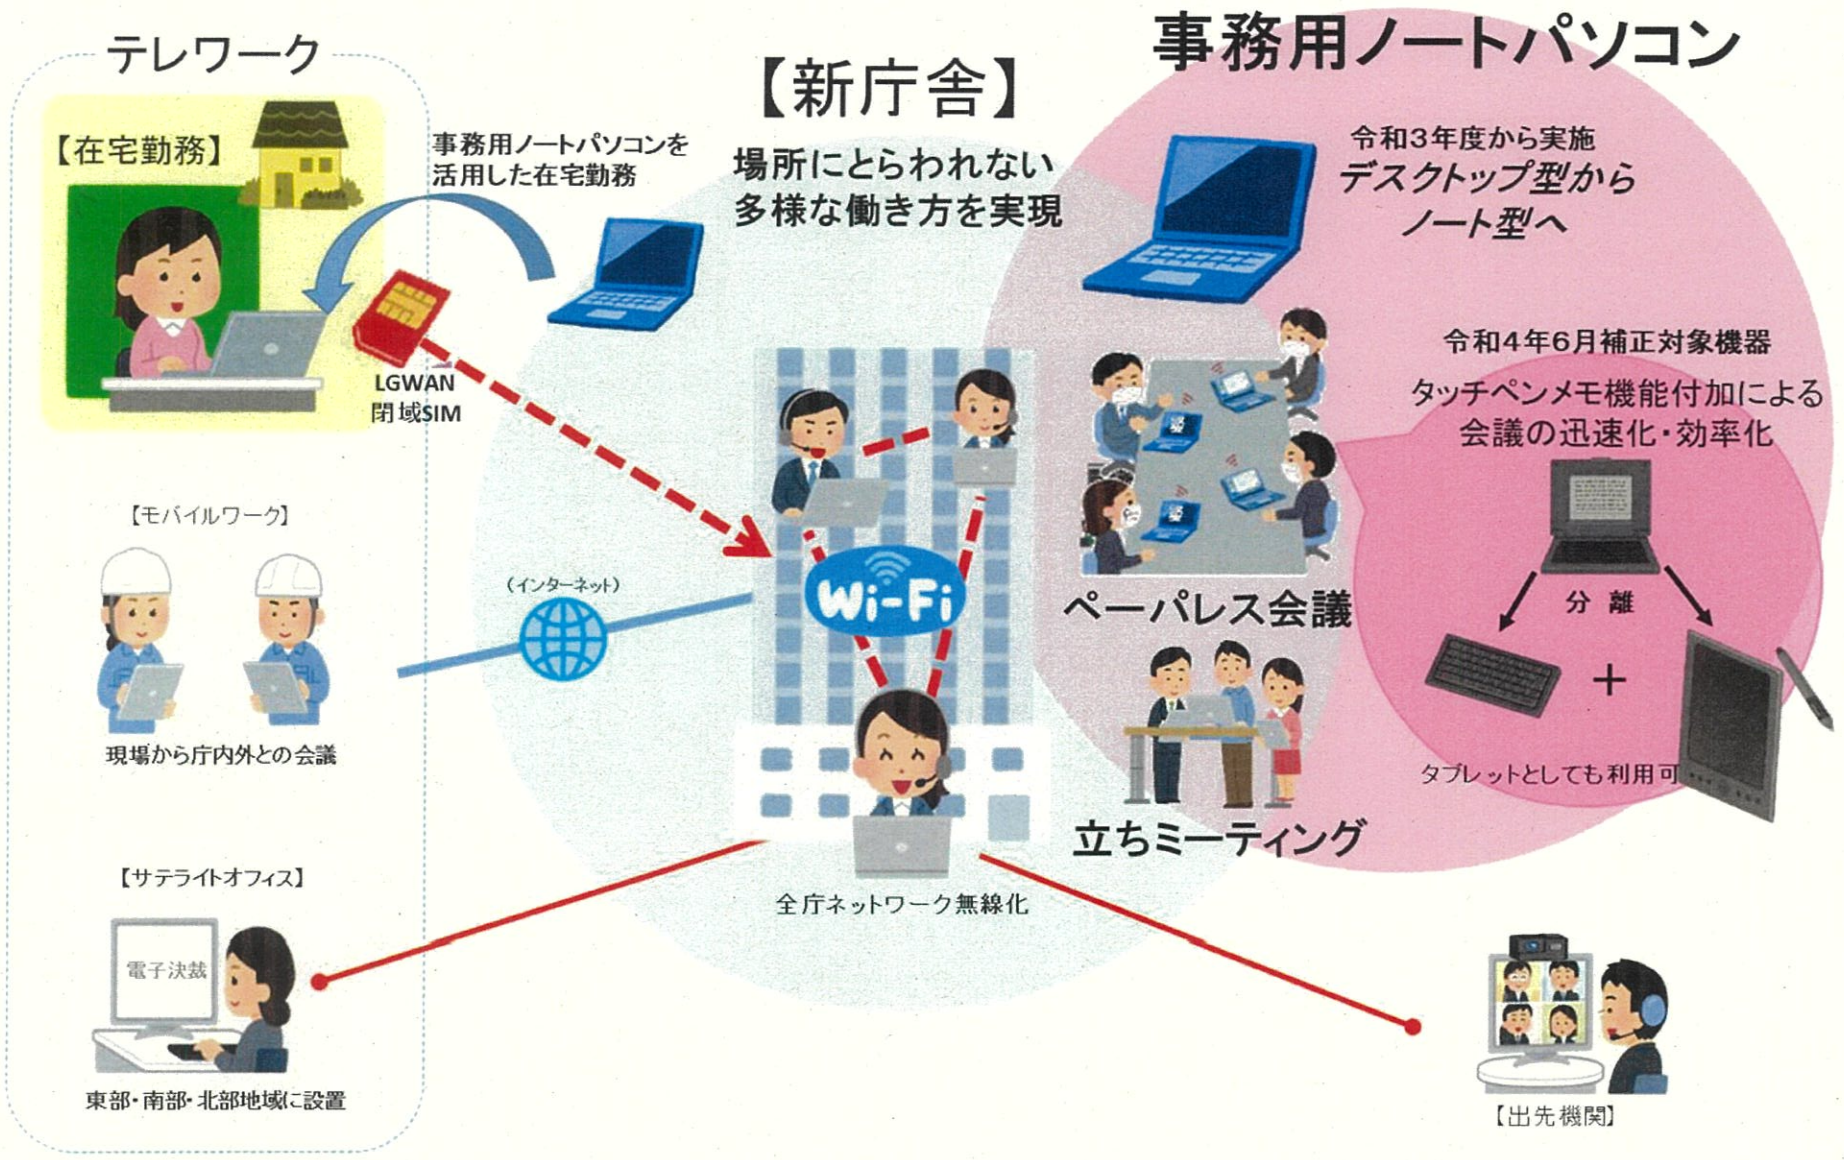 テレワーク
【在宅勤務】
事務用ノートパソコンを
活用した在宅勤務
LGWAN
閉域SIM
【モバイルワーク】
現場から庁内外との会議
(インターネット)
【サテライトオフィス】
電子決裁
東部・南部・北部地域に設置
【新庁舎】
場所にとらわれない
多様な働き方を実現
Wi-Fi
全庁ネットワーク無線化
事務用ノートパソコン
令和3年度から実施
デスクトップ型から
ノート型へ
令和4年6月補正対象機器
タッチペンメモ機能付加による
会議の迅速化・効率化
分 離
+
タブレットとしても利用可
ペーパレス会議
立ちミーティング
【出先機関】